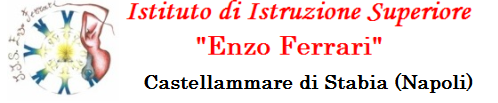 Istituto di Istruzione Superiore
"Enzo Ferrari"
Castellammare di Stabia (Napoli)